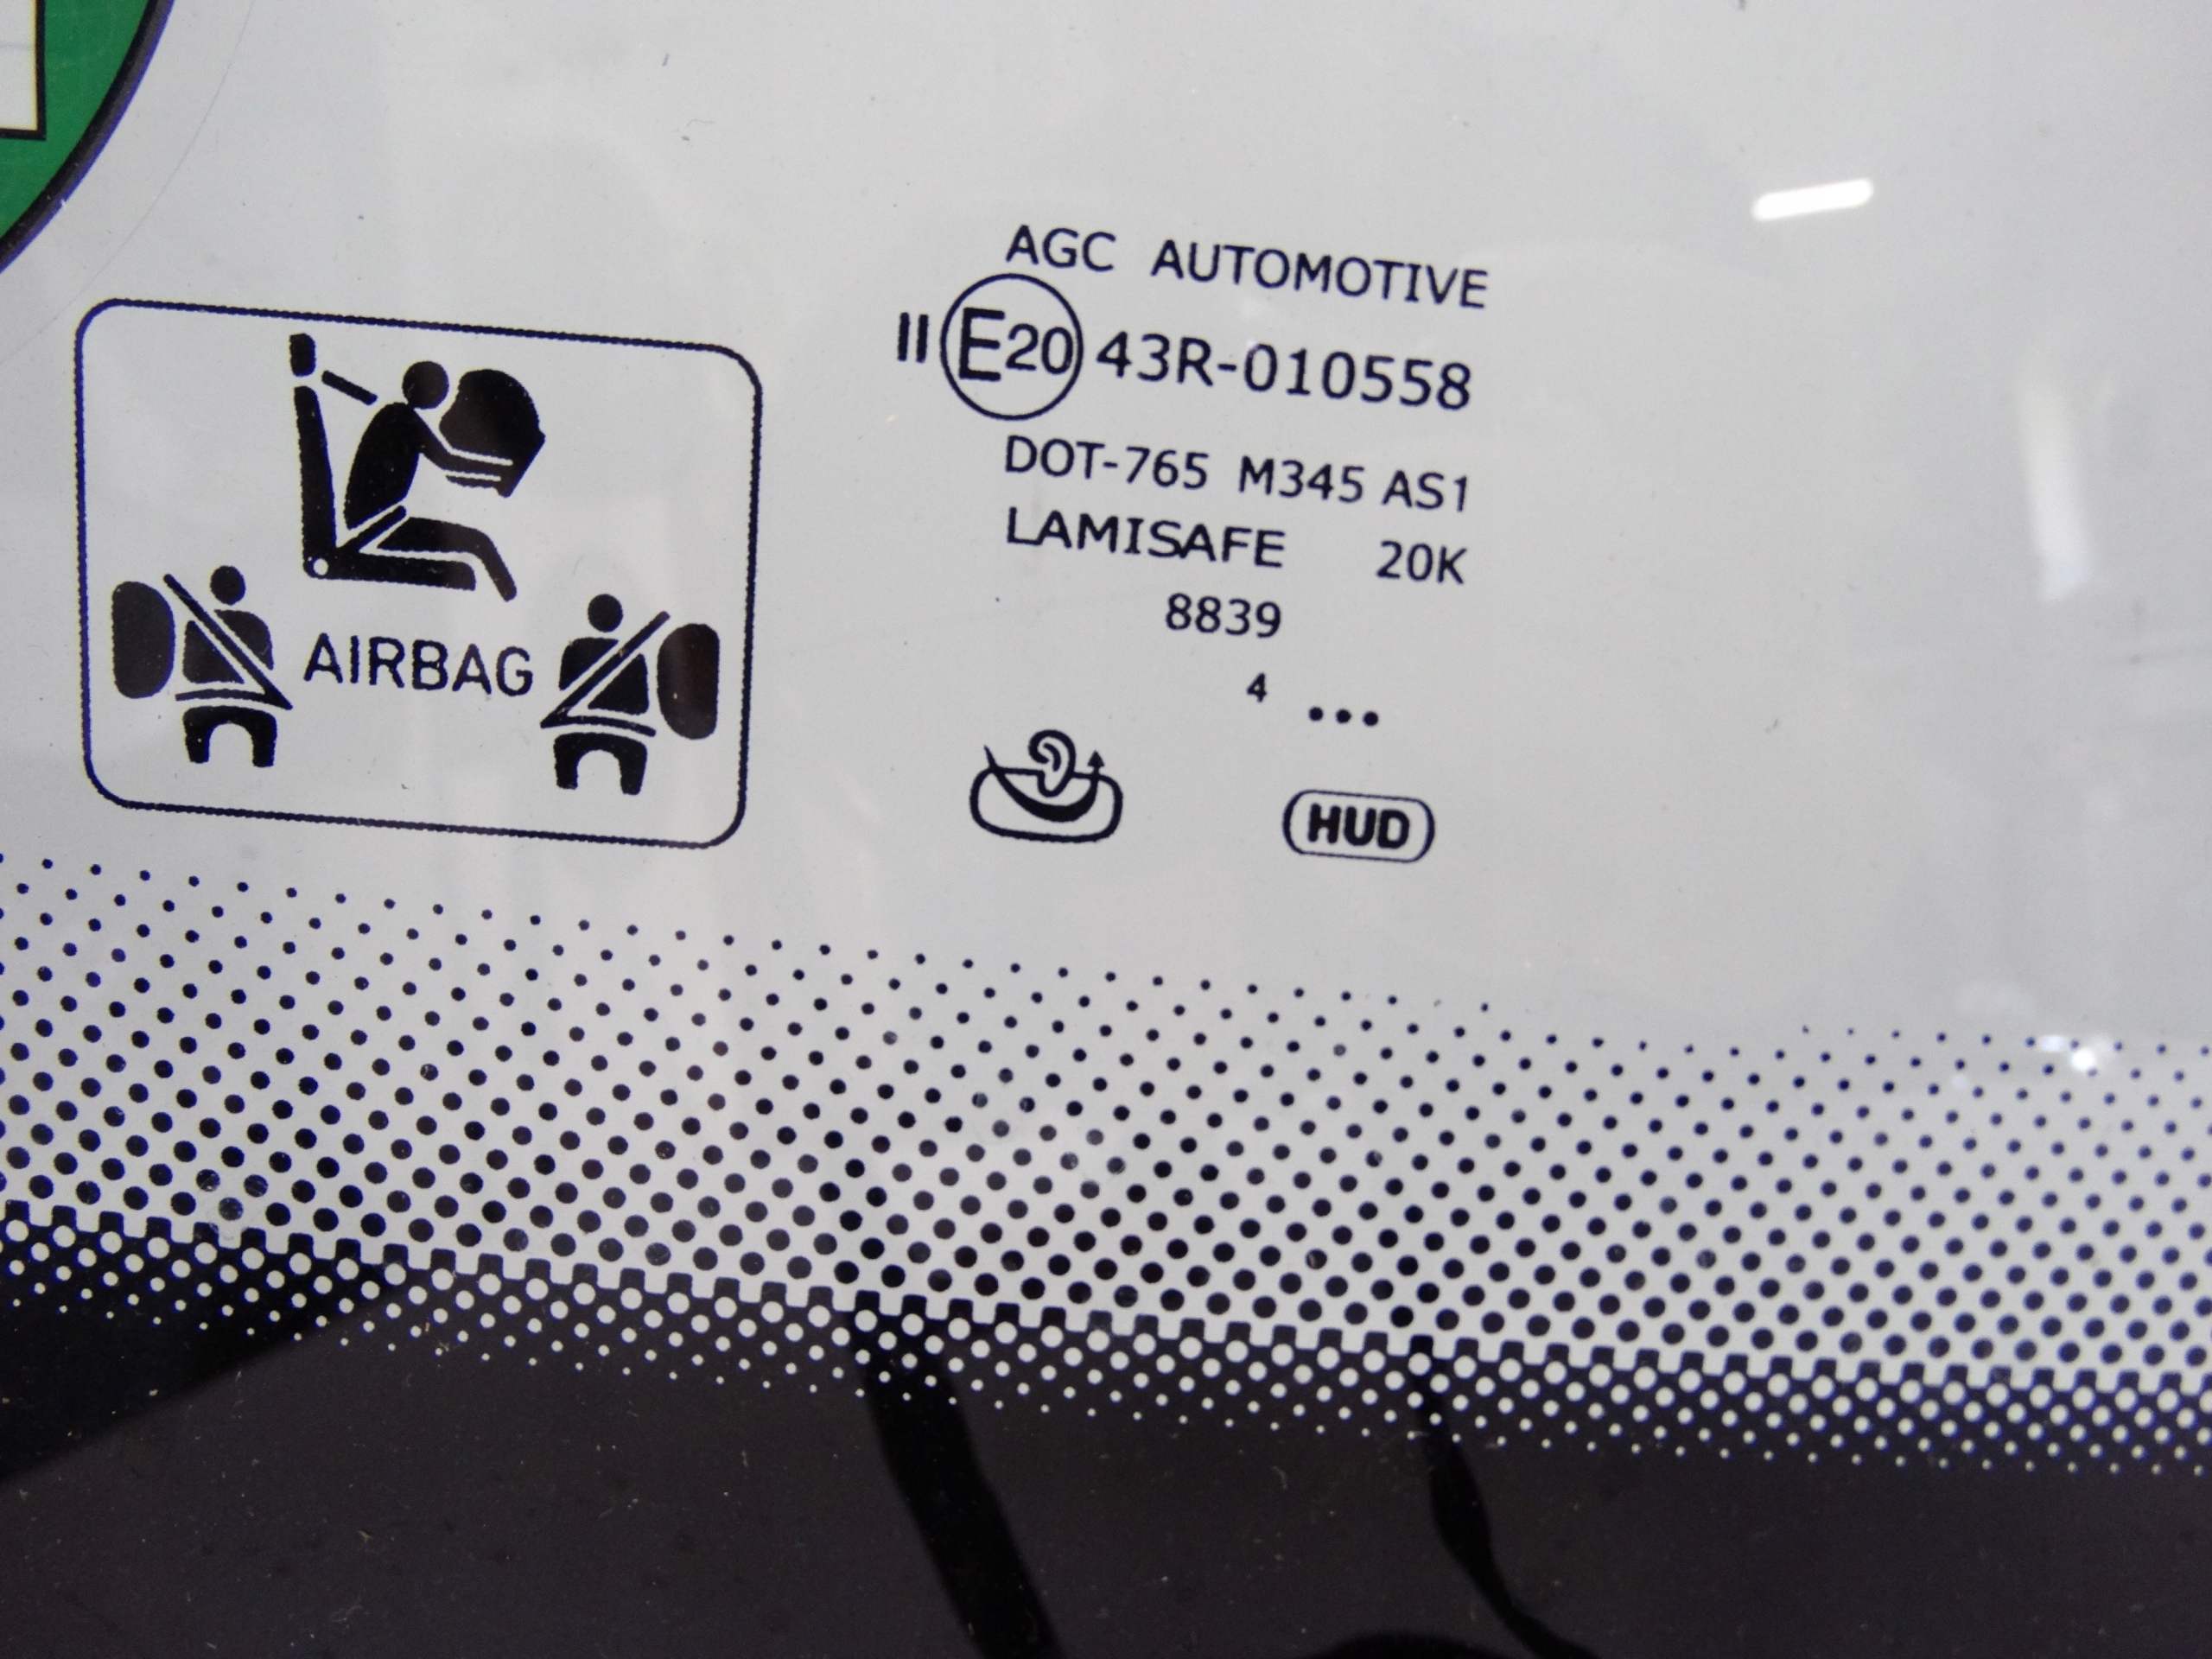 AGC AUTOMOTIVE
II E20 43R-010558
DOT-765 M345 AS1
LAMISAFE 20K
8839
4 ...
HUD
AIRBAG